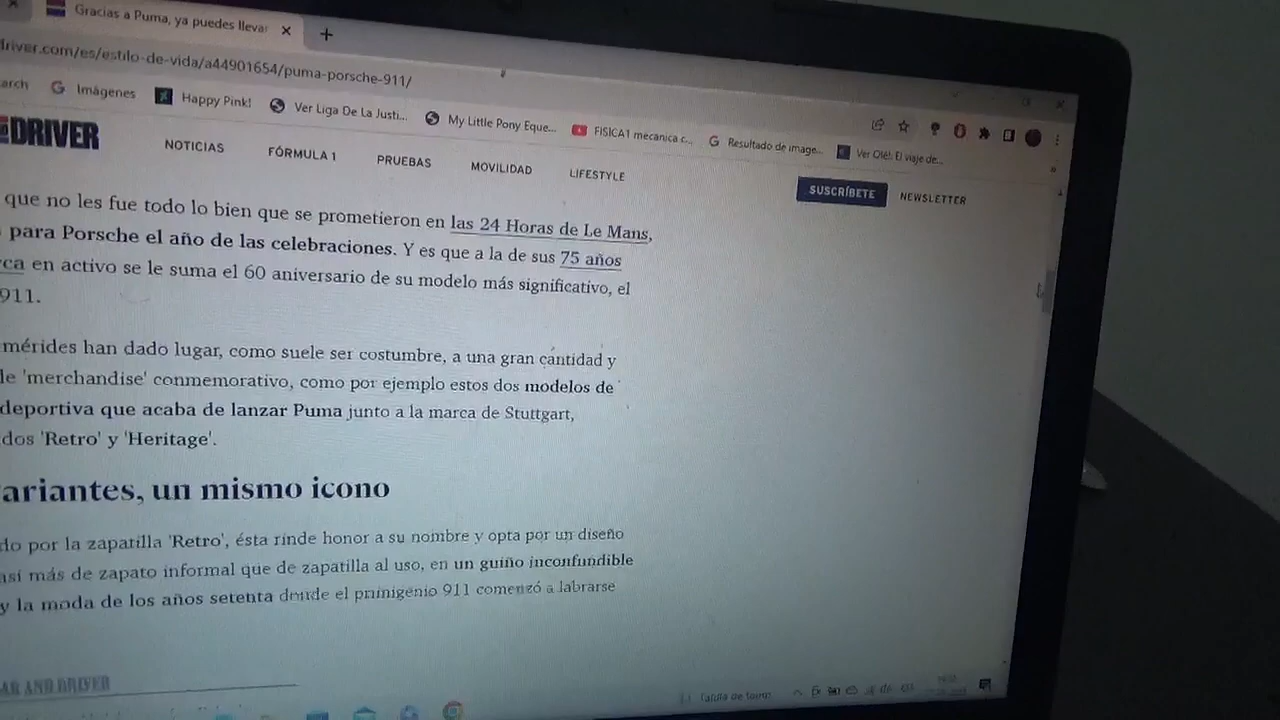 Gracias a Puma, ya puedes lleva
driver.com/es/estilo-de-vida/a44901654/puma-porsche-911/
arch Imágenes Happy Pink! Ver Liga De La Justi... My Little Pony Eque... FISICA1 mecanica c... Resultado de image... Ver Olé!: El viaje de...
DRIVER NOTICIAS FÓRMULA 1 PRUEBAS MOVILIDAD LIFESTYLE SUSCRÍBETE NEWSLETTER
que no les fue todo lo bien que se prometieron en las 24 Horas de Le Mans,
para Porsche el año de las celebraciones. Y es que a la de sus 75 años
ca en activo se le suma el 60 aniversario de su modelo más significativo, el
911.
mérides han dado lugar, como suele ser costumbre, a una gran cantidad y
le 'merchandise' conmemorativo, como por ejemplo estos dos modelos de
deportiva que acaba de lanzar Puma junto a la marca de Stuttgart,
dos 'Retro' y 'Heritage'.
ariantes, un mismo icono
do por la zapatilla 'Retro', ésta rinde honor a su nombre y opta por un diseño
así más de zapato informal que de zapatilla al uso, en un guiño inconfundible
y la moda de los años setenta donde el primigenio 911 comenzó a labrarse
AR AND DRIVER